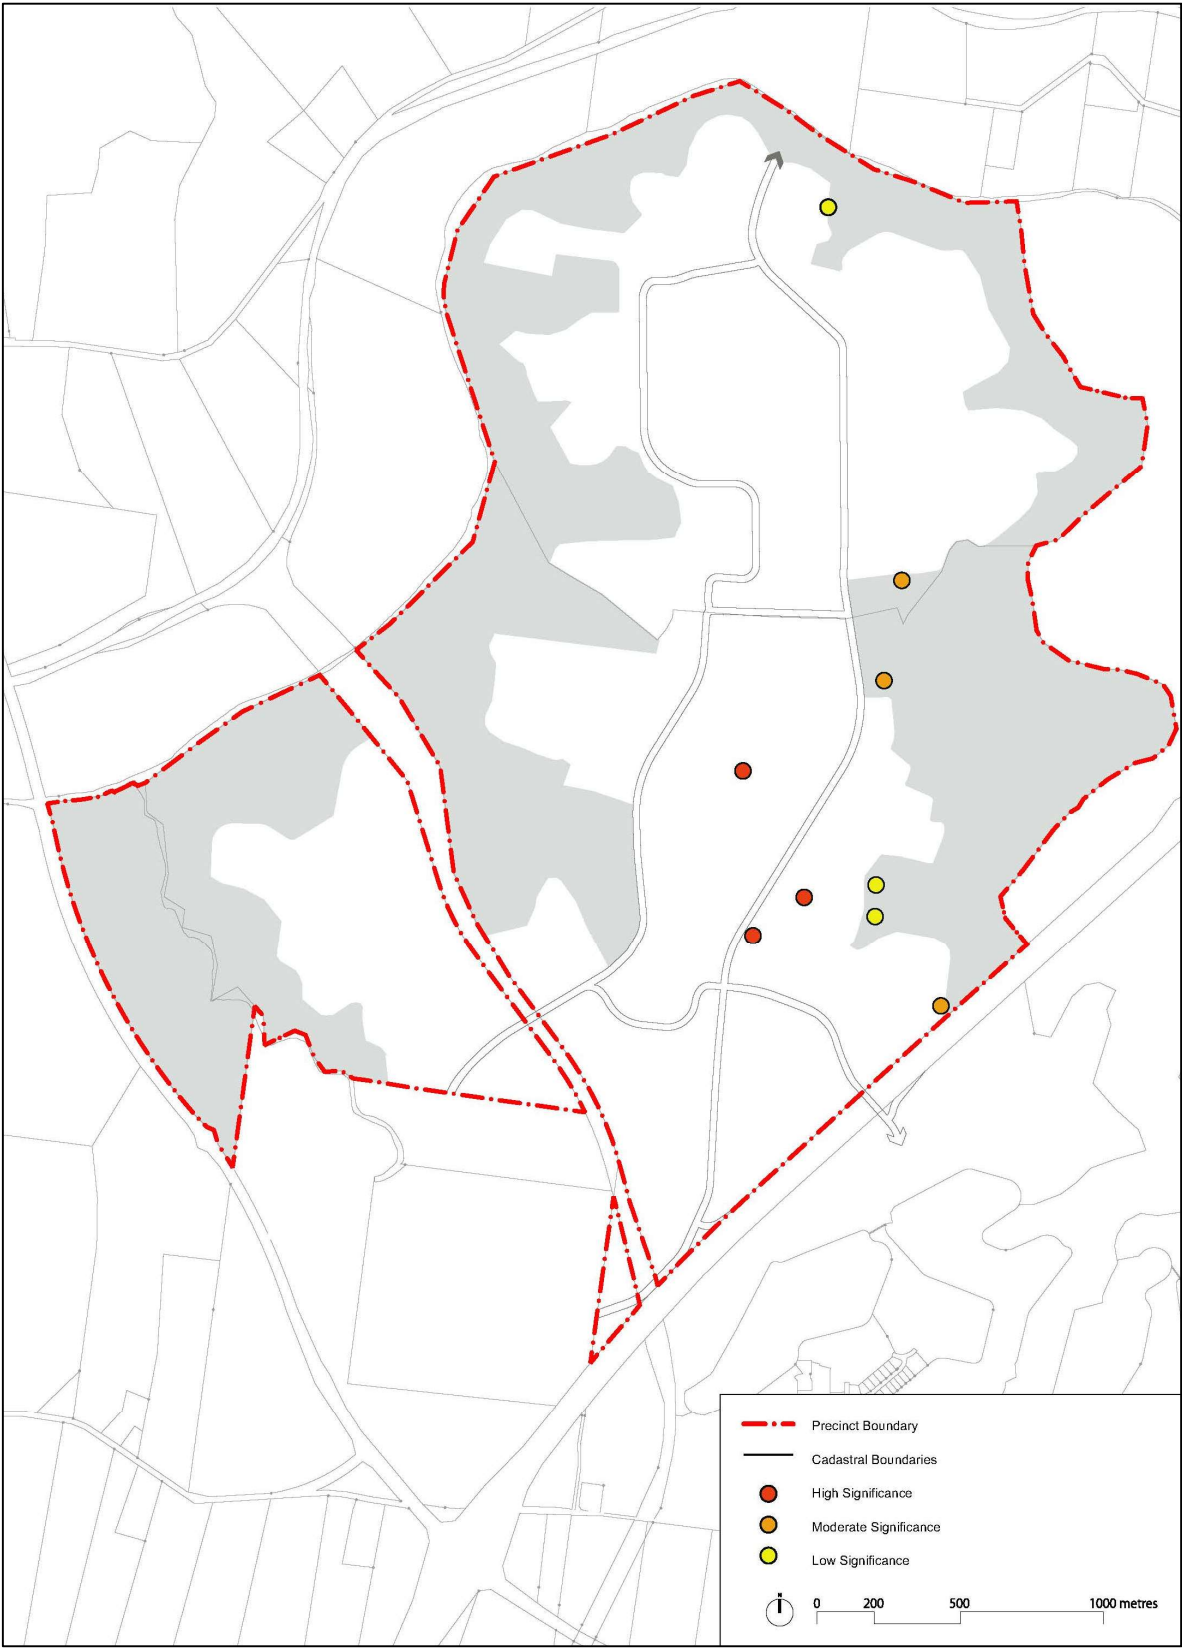 Precinct Boundary
Cadastral Boundaries
High Significance
Moderate Significance
Low Significance
0 200 500 1000 metres